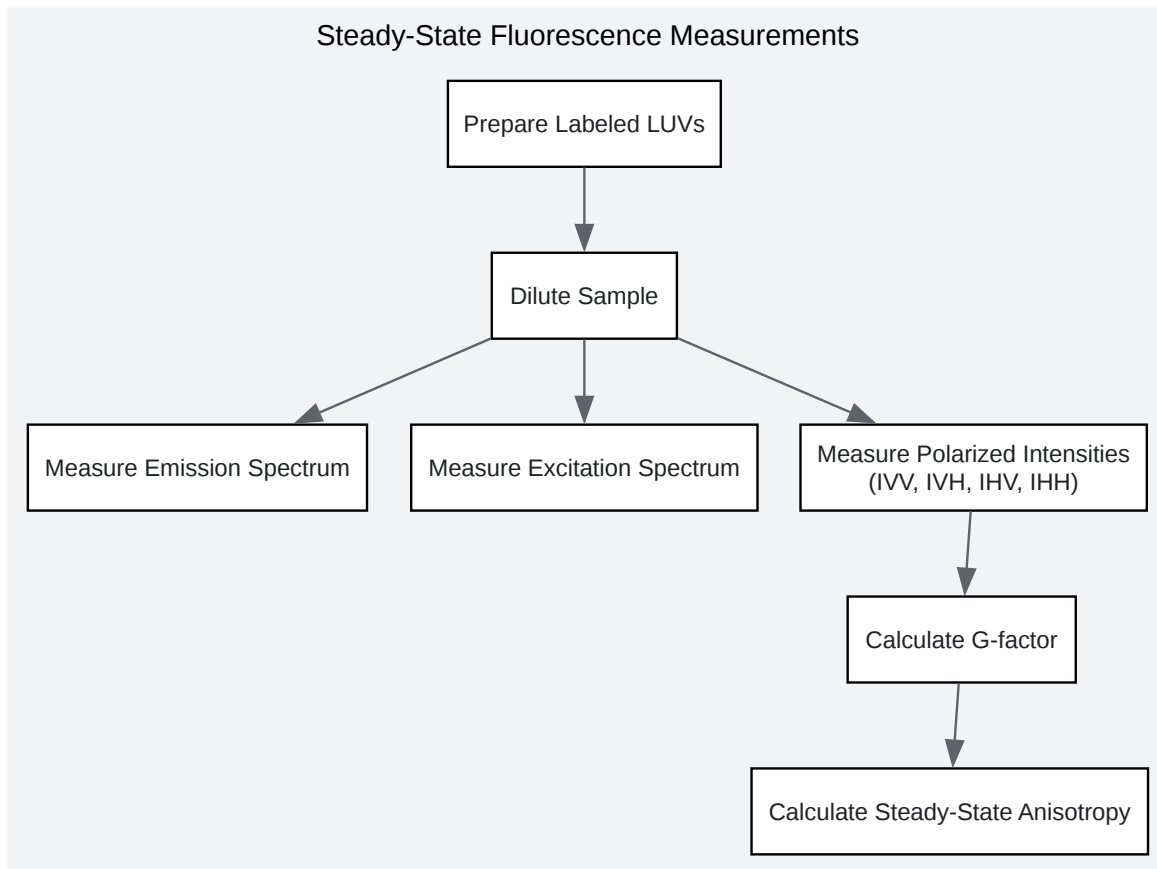 Steady-State Fluorescence Measurements
Prepare Labeled LUVs
Dilute Sample
Measure Emission Spectrum
Measure Excitation Spectrum
Measure Polarized Intensities
(IVV, IVH, IHV, IHH)
Calculate G-factor
Calculate Steady-State Anisotropy